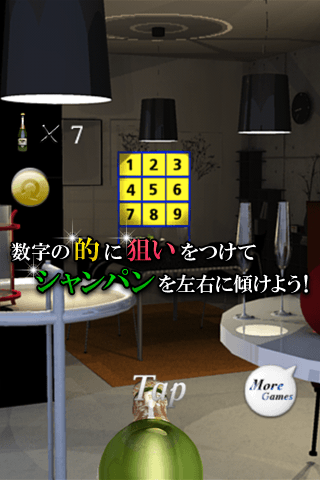 × 7
Q
1 2 3
4 5 6
7 8 9
数字の的に狙いをつけて
シャンパンを左右に傾けよう!
Tap
More
Games